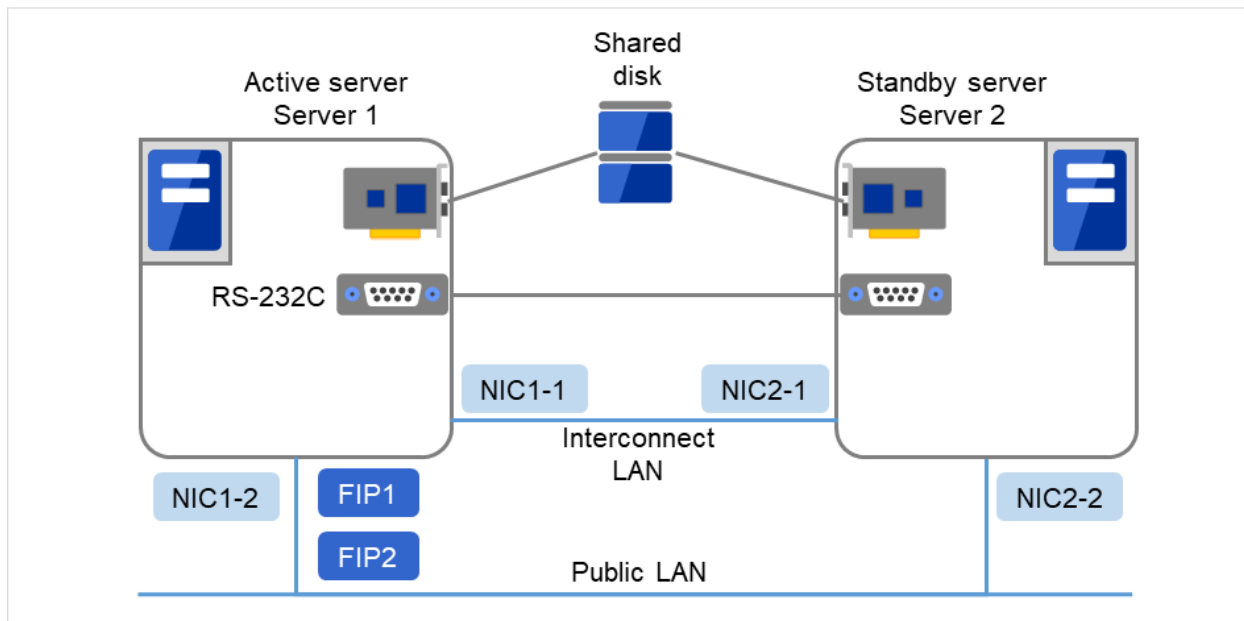 Shared
disk
Active server
Server 1
Standby server
Server 2
RS-232C
NIC1-1
NIC2-1
Interconnect
LAN
NIC1-2
FIP1
NIC2-2
FIP2
Public LAN